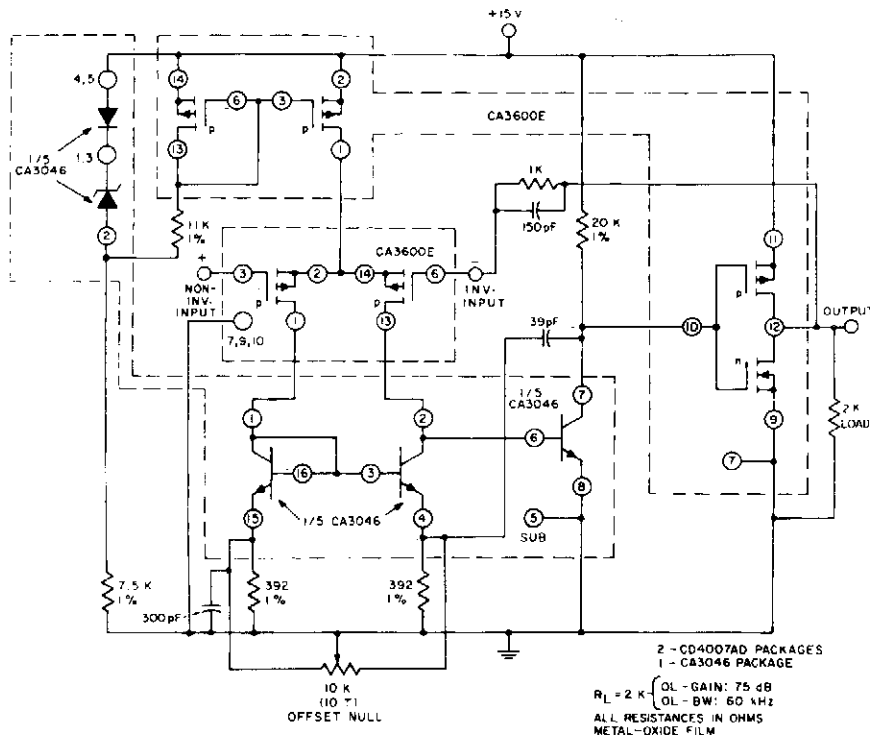 +15 V
4,5
14
2
6
3
CA3600E
p
p
1/5
CA3046
1,3
13
1
1K
150pF
2
11K
1%
20 K
1%
11
CA3600E
+
3
2
14
6
–
NON-
INV-
INPUT
p
p
INV-
INPUT
p
1
13
OUTPUT
7,9,10
39pF
10
12
n
1/5
CA3046
7
2 K
LOAD
1
2
9
6
16
3
7
8
1/5 CA3046
15
4
5
SUB
7.5 K
1%
392
1%
392
1%
300pF
10 K
(10 T)
OFFSET NULL
2 - CD4007AD PACKAGES
1 - CA3046 PACKAGE
RL = 2 K { OL - GAIN: 75 dB
OL - BW: 60 kHz
ALL RESISTANCES IN OHMS
METAL-OXIDE FILM